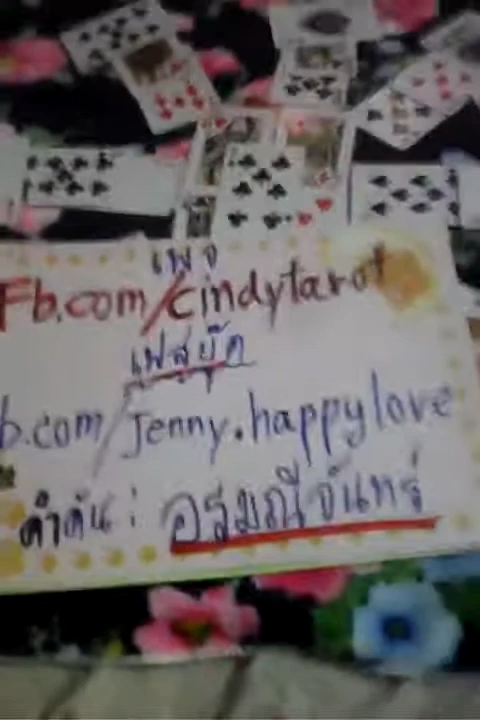 เพจ
Fb.com/cindytarot
เฟสบุ๊ค
b.com/jenny.happylove
คำค้น: อรมณีจันทร์